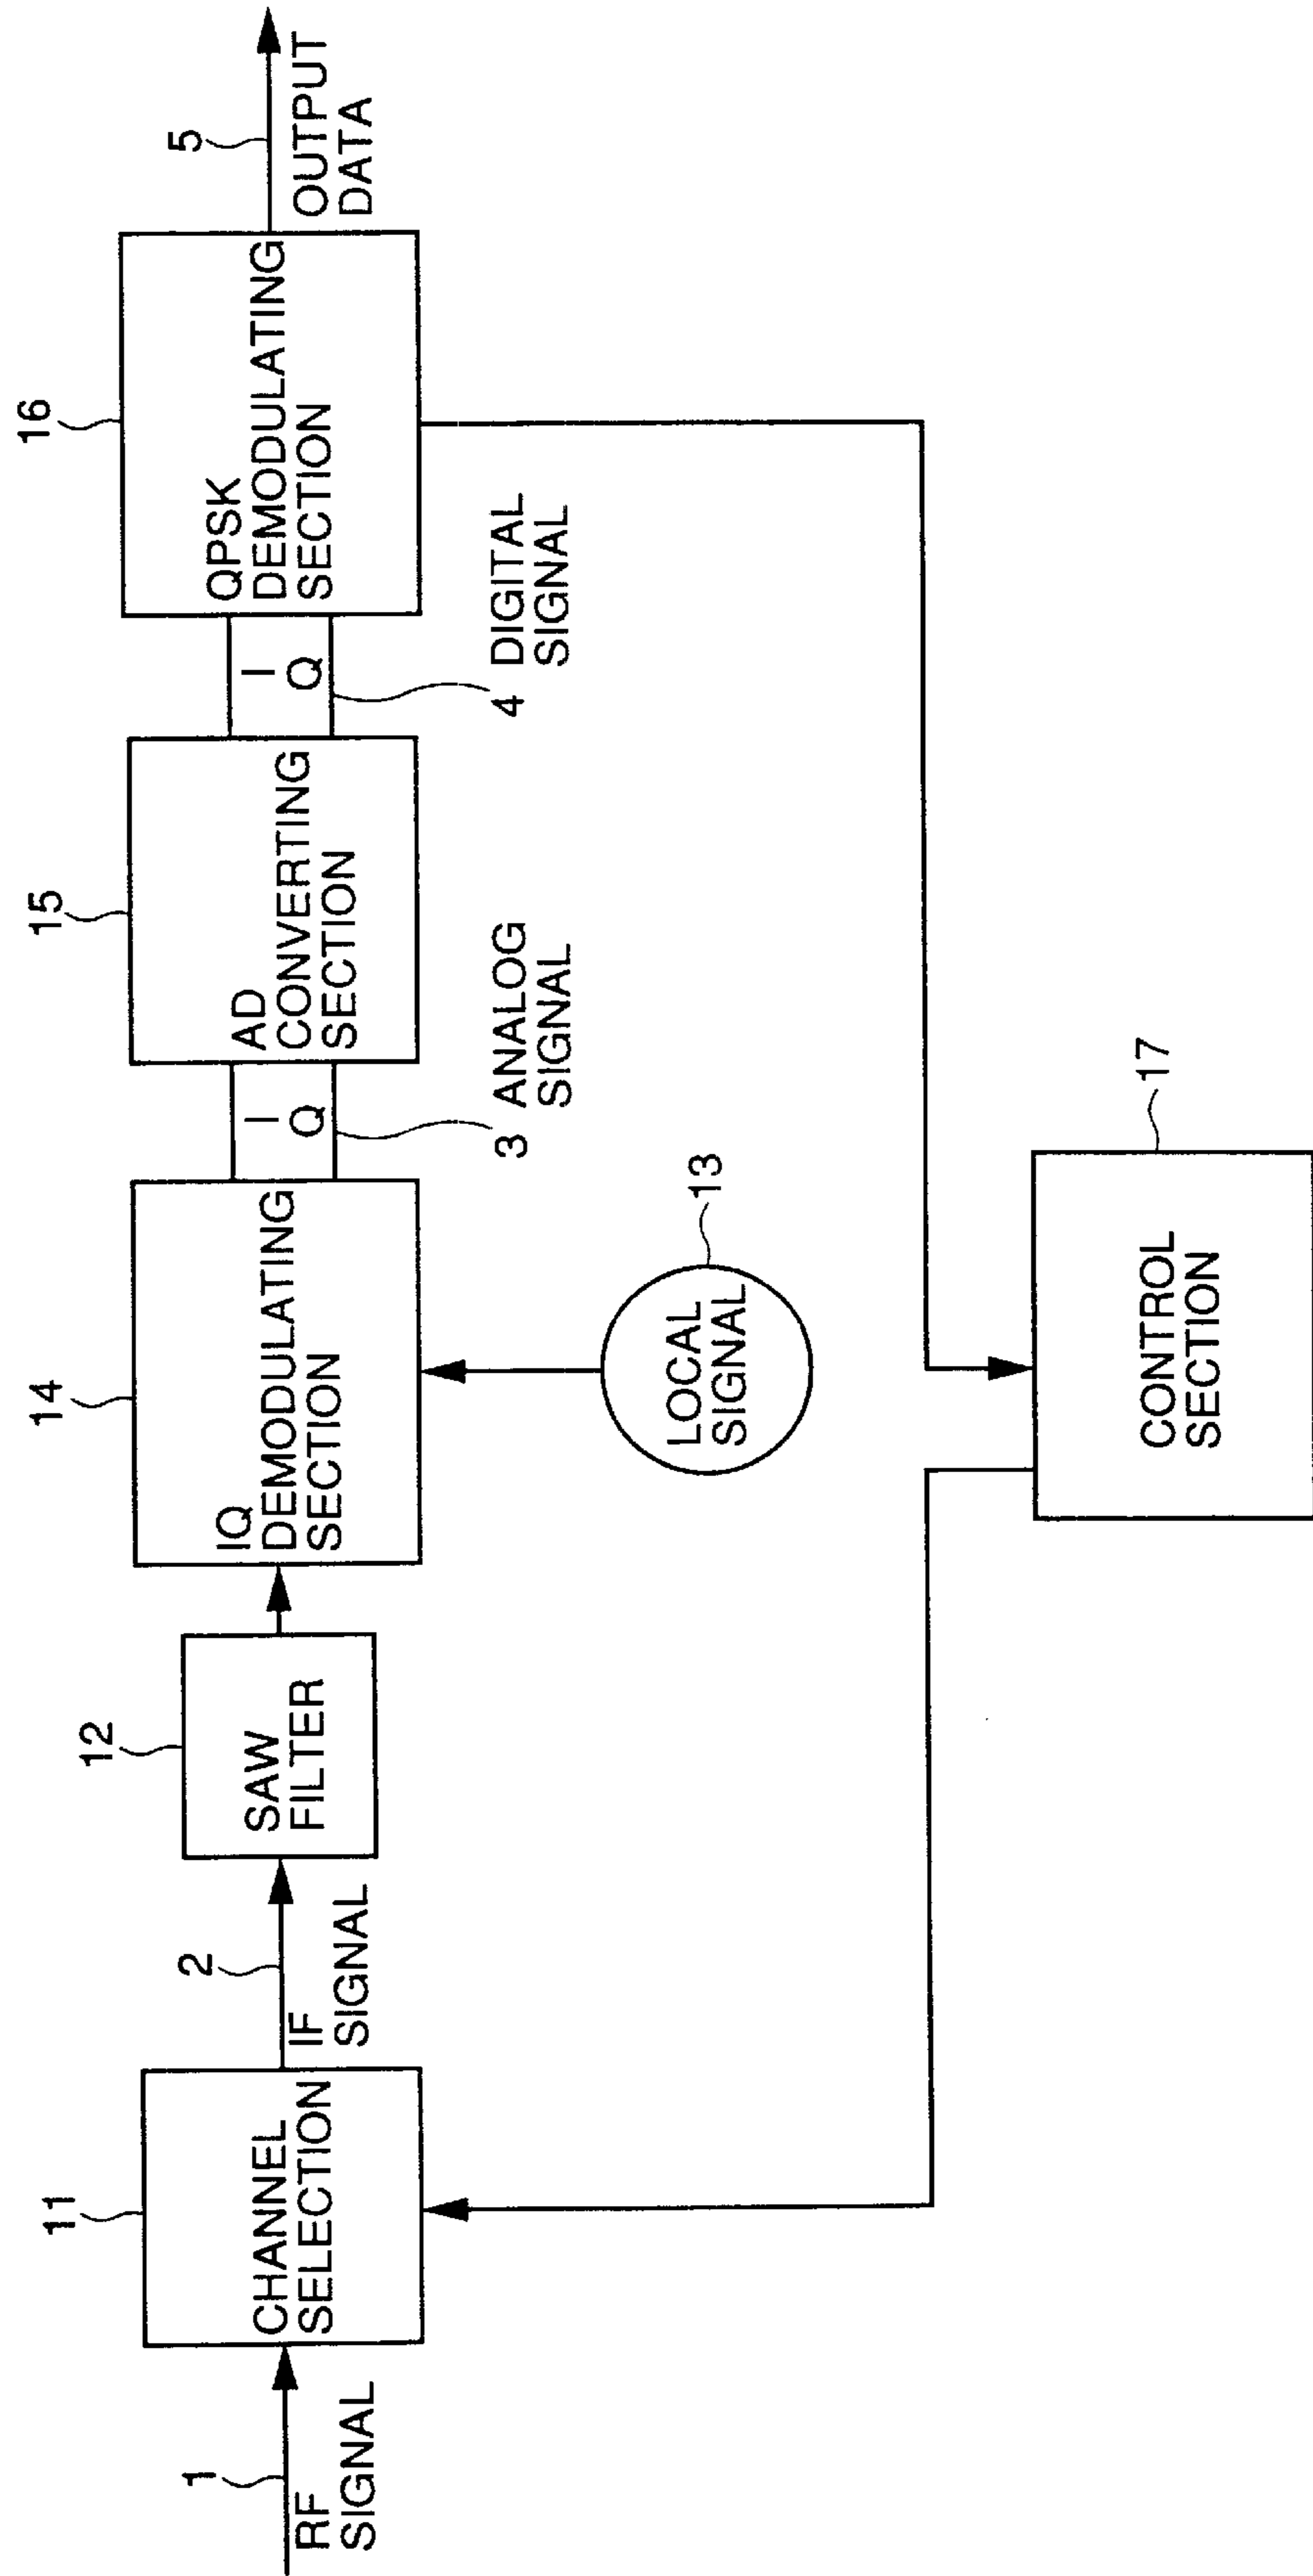 1
RF
SIGNAL
11
CHANNEL
SELECTION
2
IF
SIGNAL
12
SAW
FILTER
14
IQ
DEMODULATING
SECTION
I
Q
3 ANALOG
SIGNAL
15
AD
CONVERTING
SECTION
I
Q
4 DIGITAL
SIGNAL
16
QPSK
DEMODULATING
SECTION
5
OUTPUT
DATA
LOCAL
SIGNAL
13
CONTROL
SECTION
17